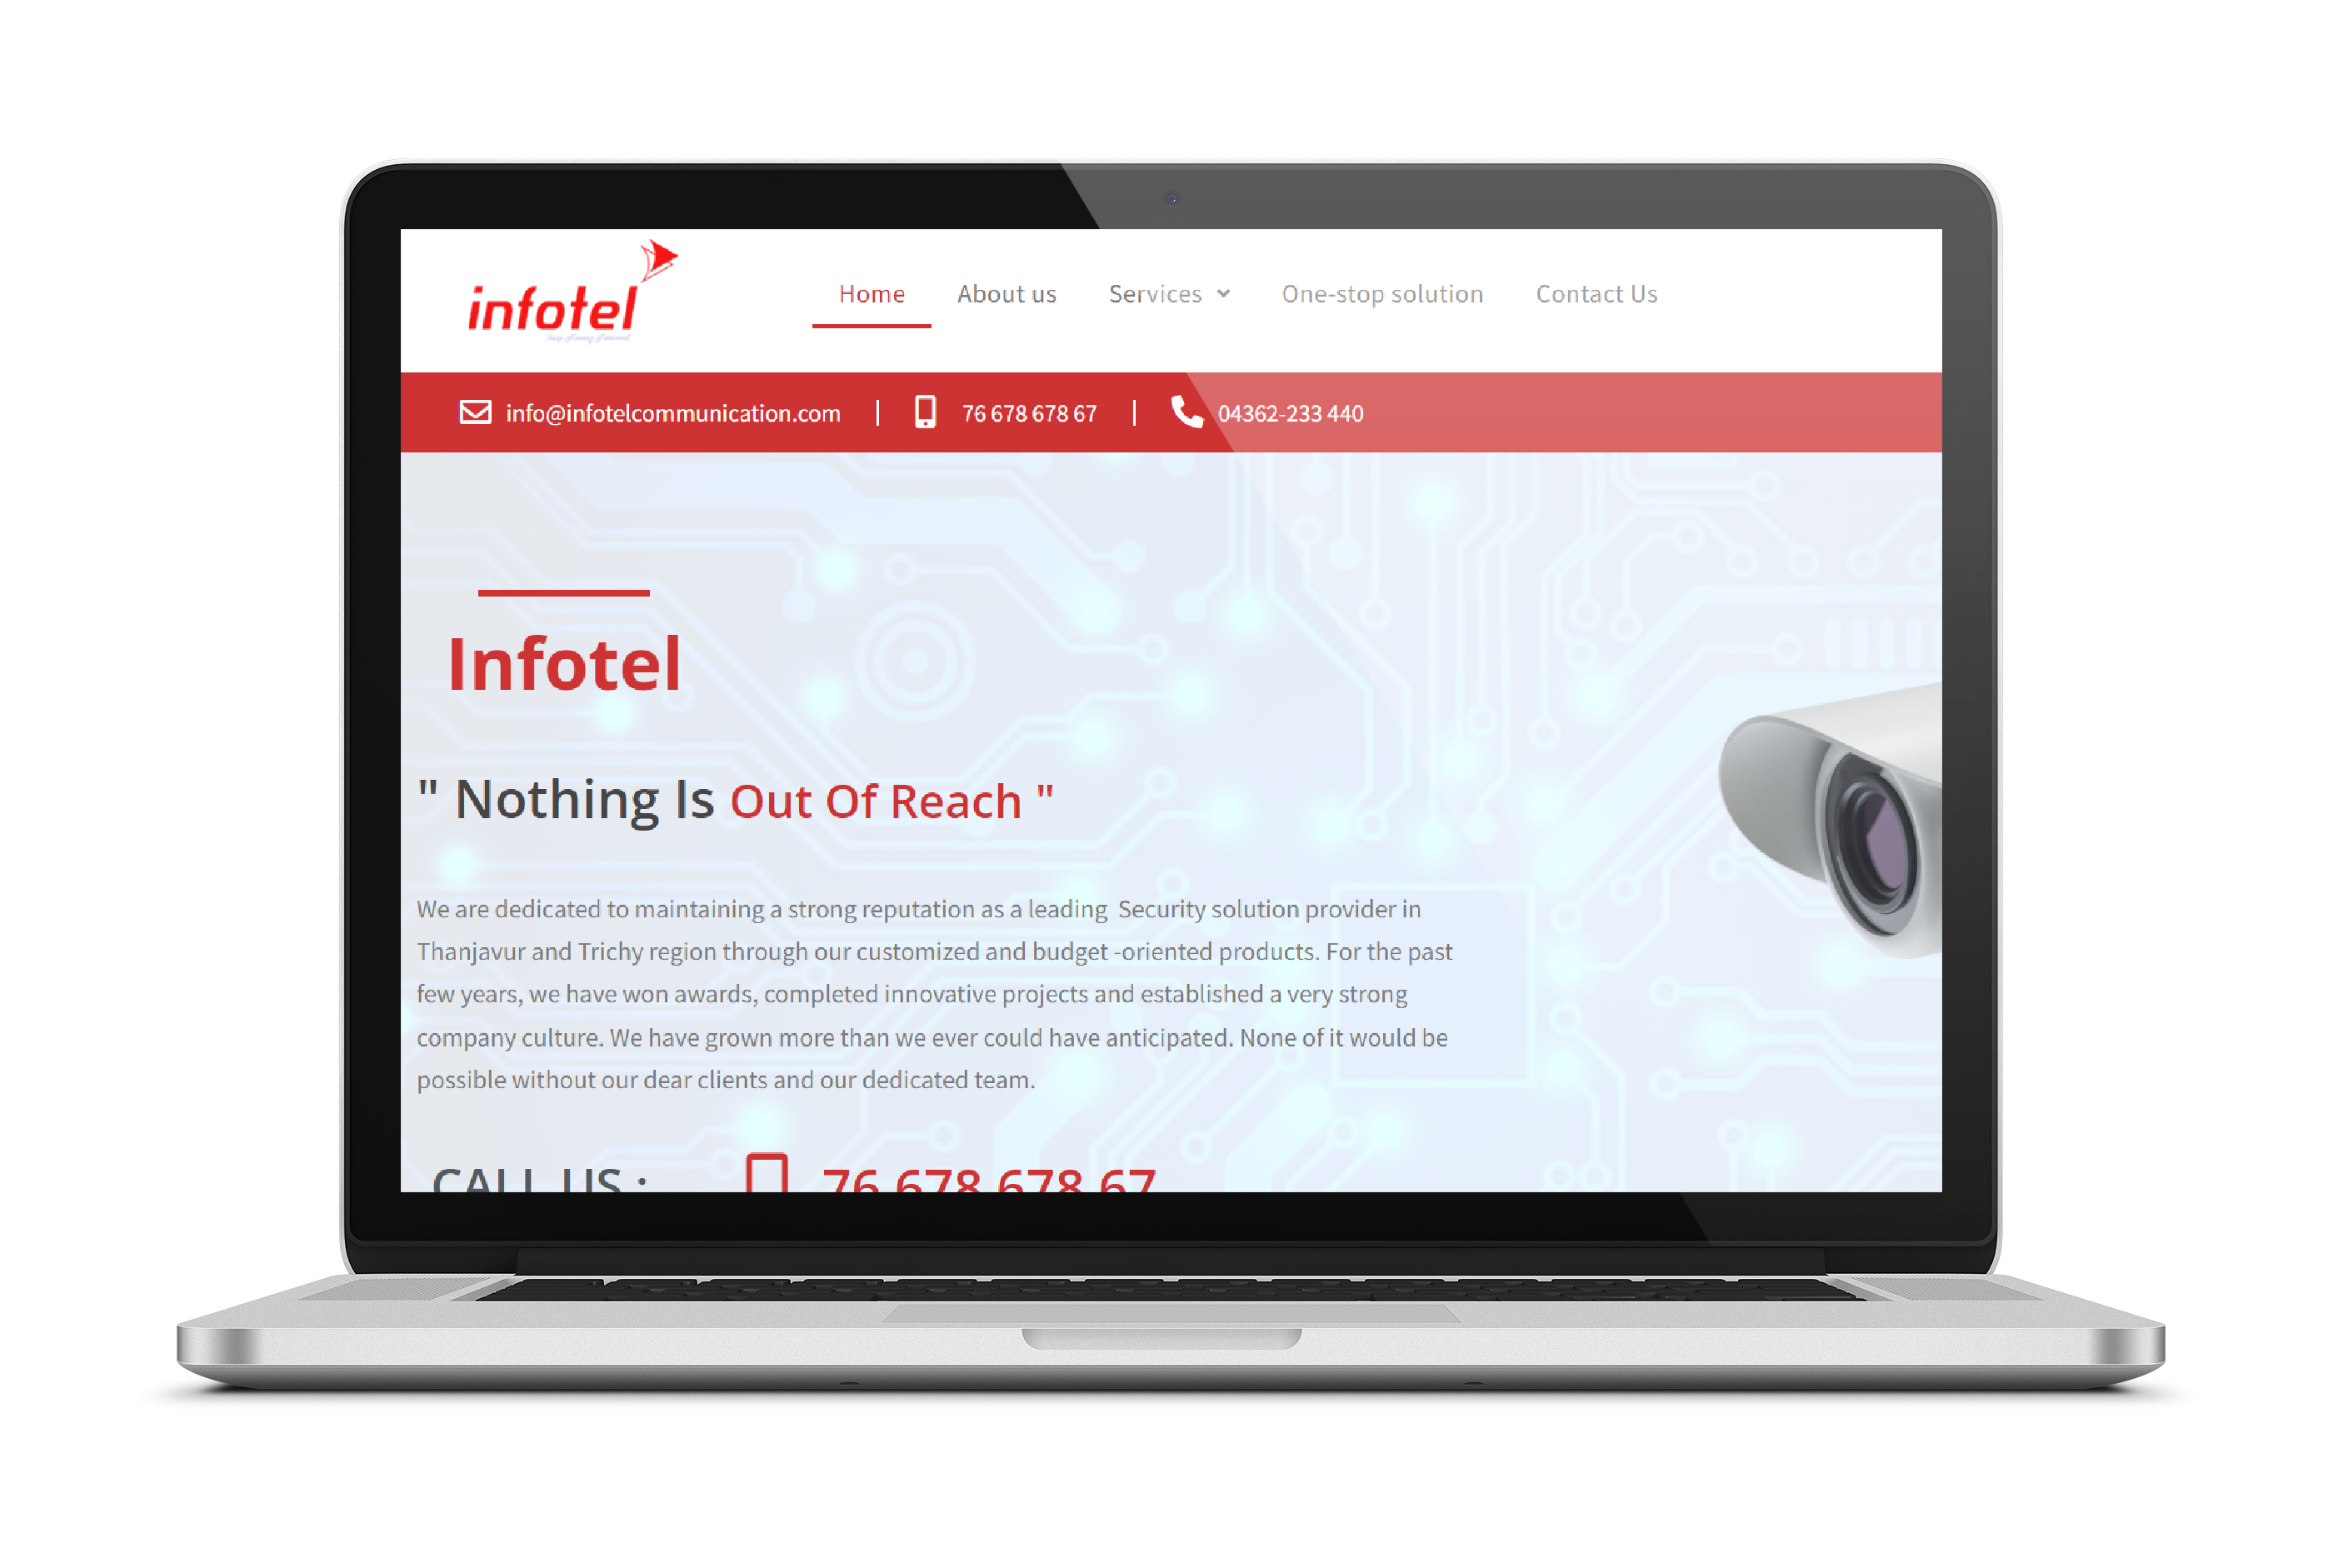 infotel
Home About us Services One-stop solution Contact Us
info@infotelcommunication.com | 76 678 678 67 | 04362-233 440
Infotel
" Nothing Is Out Of Reach "
We are dedicated to maintaining a strong reputation as a leading Security solution provider in
Thanjavur and Trichy region through our customized and budget -oriented products. For the past
few years, we have won awards, completed innovative projects and established a very strong
company culture. We have grown more than we ever could have anticipated. None of it would be
possible without our dear clients and our dedicated team.
CALL US : 76 678 678 67